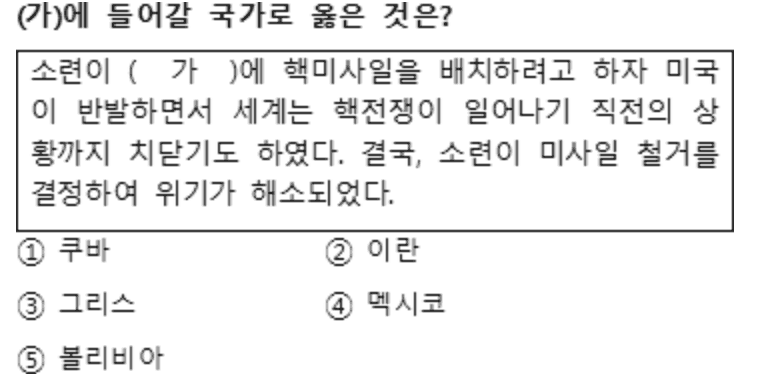 (가)에 들어갈 국가로 옳은 것은?
소련이 ( 가 )에 핵미사일을 배치하려고 하자 미국
이 반발하면서 세계는 핵전쟁이 일어나기 직전의 상
황까지 치닫기도 하였다. 결국, 소련이 미사일 철거를
결정하여 위기가 해소되었다.
① 쿠바 ② 이란
③ 그리스 ④ 멕시코
⑤ 볼리비아